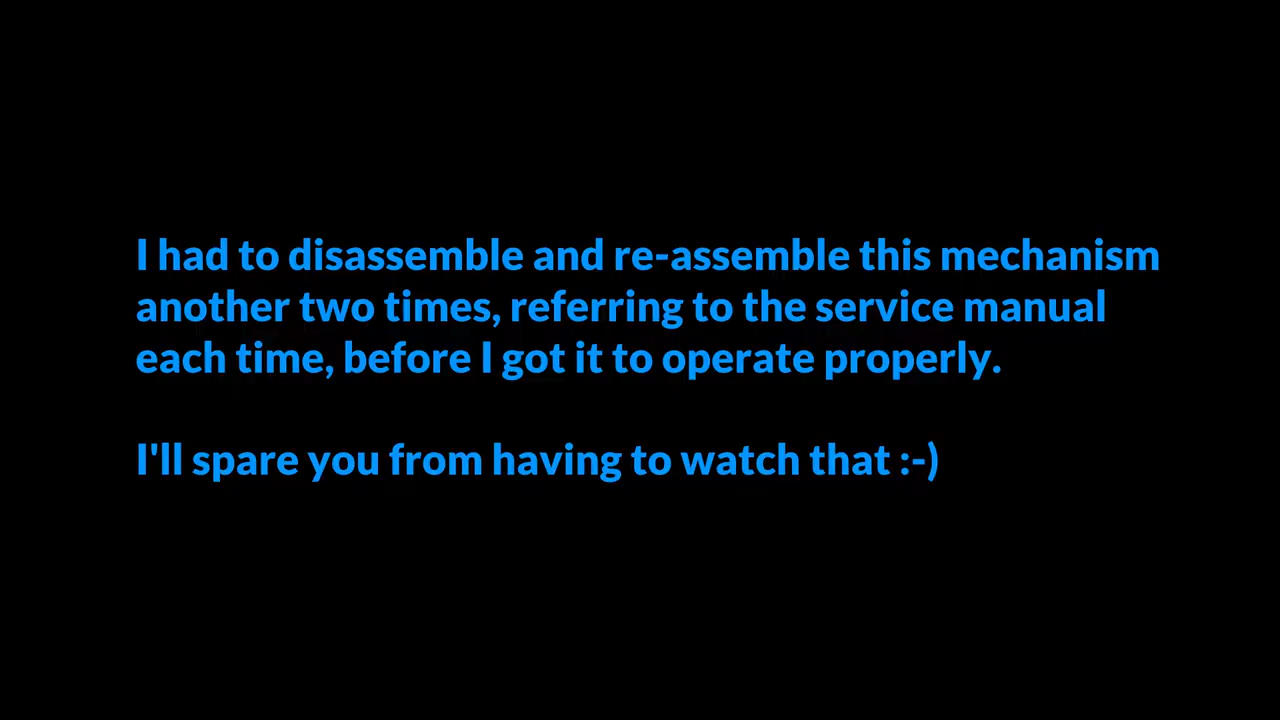 I had to disassemble and re-assemble this mechanism
another two times, referring to the service manual
each time, before I got it to operate properly.
I'll spare you from having to watch that :-)